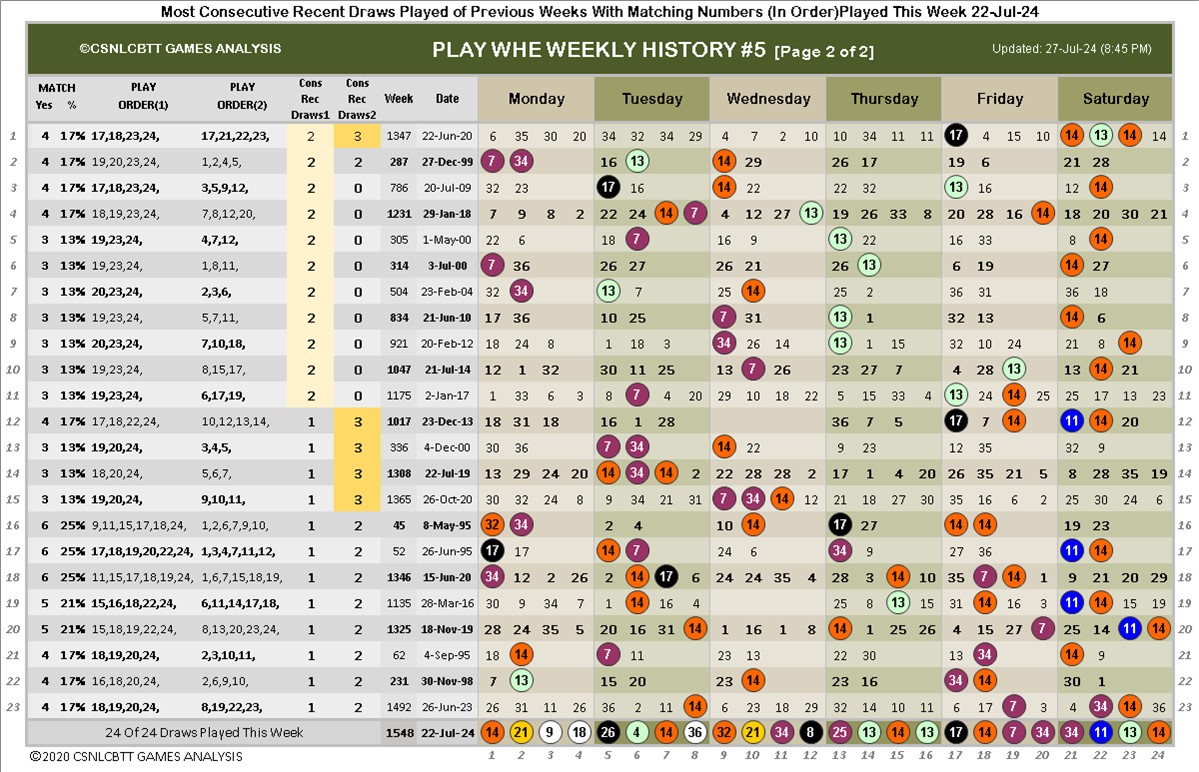 Most Consecutive Recent Draws Played of Previous Weeks With Matching Numbers (In Order)Played This Week 22-Jul-24
©CSNLCBTT GAMES ANALYSIS PLAY WHE WEEKLY HISTORY #5 [Page 2 of 2] Updated: 27-Jul-24 (8:45 PM)
MATCH Yes % PLAY ORDER(1) PLAY ORDER(2) Cons Rec Draws1 Cons Rec Draws2 Week Date Monday Tuesday Wednesday Thursday Friday Saturday
1 4 17% 17,18,23,24, 17,21,22,23, 2 3 1347 22-Jun-20 6 35 30 20 34 32 34 29 4 7 2 10 10 34 11 11 17 4 15 10 14 13 14 14 1
2 4 17% 19,20,23,24, 1,2,4,5, 2 2 287 27-Dec-99 7 34 16 13 14 29 26 17 19 6 21 28 2
3 4 17% 17,18,23,24, 3,5,9,12, 2 0 786 20-Jul-09 32 23 17 16 14 22 22 32 13 16 12 14 3
4 4 17% 18,19,23,24, 7,8,12,20, 2 0 1231 29-Jan-18 7 9 8 2 22 24 14 7 4 12 27 13 19 26 33 8 20 28 16 14 18 20 30 21 4
5 3 13% 19,23,24, 4,7,12, 2 0 305 1-May-00 22 6 18 7 16 9 13 22 16 33 8 14 5
6 3 13% 19,23,24, 1,8,11, 2 0 314 3-Jul-00 7 36 26 27 26 21 26 13 6 19 14 27 6
7 3 13% 20,23,24, 2,3,6, 2 0 504 23-Feb-04 32 34 13 7 25 14 25 2 36 31 36 18 7
8 3 13% 19,23,24, 5,7,11, 2 0 834 21-Jun-10 17 36 10 25 7 31 13 1 32 13 14 6 8
9 3 13% 20,23,24, 7,10,18, 2 0 921 20-Feb-12 18 24 8 1 18 3 34 26 14 13 1 15 32 10 24 21 8 14 9
10 3 13% 19,23,24, 8,15,17, 2 0 1047 21-Jul-14 12 1 32 30 11 25 13 7 26 23 27 7 4 28 13 13 14 21 10
11 3 13% 19,23,24, 6,17,19, 2 0 1175 2-Jan-17 1 33 6 3 8 7 4 20 29 10 18 22 5 15 33 4 13 24 14 25 25 17 13 23 11
12 4 17% 17,18,22,24, 10,12,13,14, 1 3 1017 23-Dec-13 18 31 18 16 1 28 36 7 5 17 7 14 11 14 20 12
13 3 13% 19,20,24, 3,4,5, 1 3 336 4-Dec-00 30 36 7 34 14 22 9 23 12 35 32 9 13
14 3 13% 18,20,24, 5,6,7, 1 3 1308 22-Jul-19 13 29 24 20 14 34 14 2 22 28 28 2 17 1 4 20 26 35 21 5 8 28 35 19 14
15 3 13% 19,20,24, 9,10,11, 1 3 1365 26-Oct-20 30 32 24 8 9 34 21 31 7 34 14 12 21 18 27 30 35 16 6 2 25 30 24 6 15
16 6 25% 9,11,15,17,18,24, 1,2,6,7,9,10, 1 2 45 8-May-95 32 34 2 4 10 14 17 27 14 14 19 23 16
17 6 25% 17,18,19,20,22,24, 1,3,4,7,11,12, 1 2 52 26-Jun-95 17 17 14 7 24 6 34 9 27 36 11 14 17
18 6 25% 11,15,17,18,19,24, 1,6,7,15,18,19, 1 2 1346 15-Jun-20 34 12 2 26 2 14 17 6 24 24 35 4 28 3 14 10 35 7 14 1 9 21 20 29 18
19 5 21% 15,16,18,22,24, 6,11,14,17,18, 1 2 1135 28-Mar-16 30 9 34 7 1 14 16 4 25 8 13 15 31 14 16 3 11 14 15 19 19
20 5 21% 15,18,19,22,24, 8,13,20,23,24, 1 2 1325 18-Nov-19 28 24 35 5 20 16 31 14 1 16 1 8 14 1 25 26 4 15 27 7 25 14 11 14 20
21 4 17% 18,19,20,24, 2,3,10,11, 1 2 62 4-Sep-95 18 14 7 11 23 13 22 30 13 34 14 9 21
22 4 17% 16,18,20,24, 2,6,9,10, 1 2 231 30-Nov-98 7 13 15 20 23 14 23 16 34 14 30 1 22
23 4 17% 18,19,20,24, 8,19,22,23, 1 2 1492 26-Jun-23 26 31 11 26 36 2 11 14 6 23 18 29 32 14 10 11 6 17 7 3 4 34 14 36 23
24 Of 24 Draws Played This Week 1548 22-Jul-24 14 21 9 18 26 4 14 36 32 21 34 8 25 13 14 13 17 14 7 34 34 11 13 14
©2020 CSNLCBTT GAMES ANALYSIS 1 2 3 4 5 6 7 8 9 10 11 12 13 14 15 16 17 18 19 20 21 22 23 24